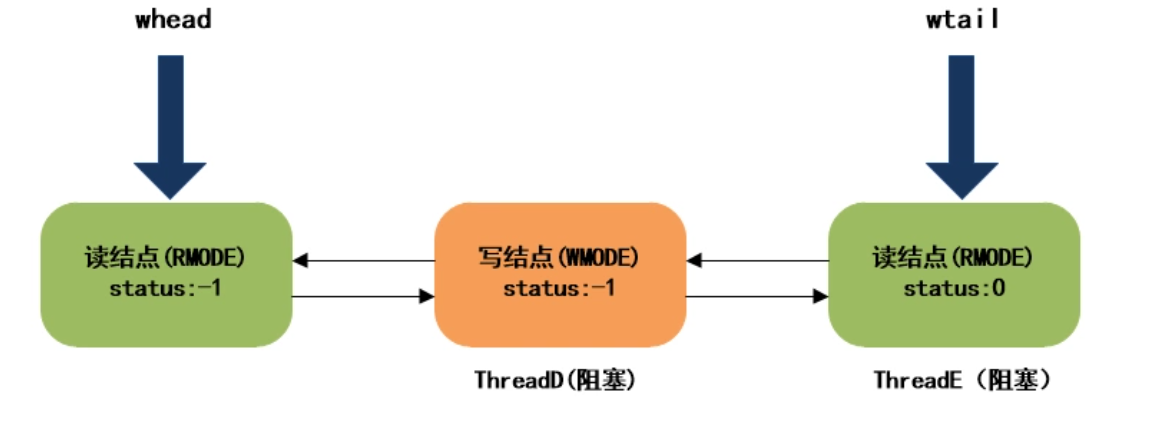 whead
wtail
读结点(RMODE)
status:-1
写结点(WMODE)
status:-1
读结点(RMODE)
status:0
ThreadD(阻塞)
ThreadE（阻塞）